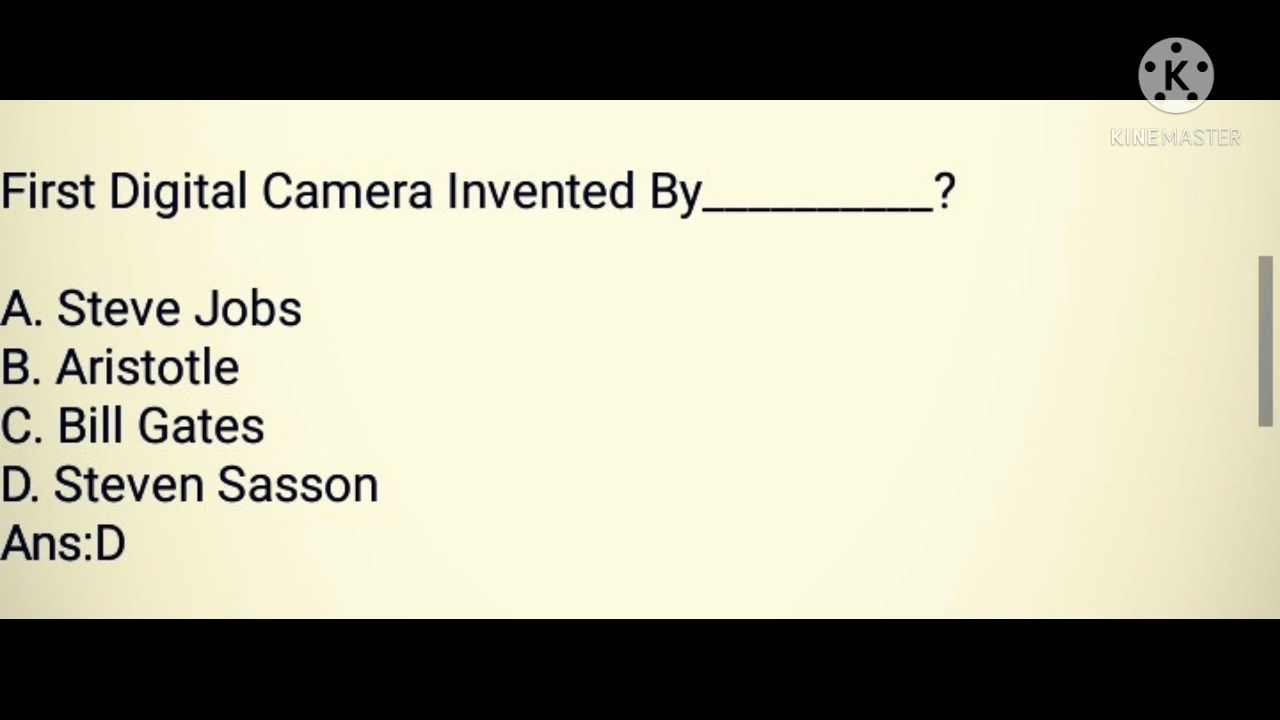 K
KINEMASTER
First Digital Camera Invented By__________?
A. Steve Jobs
B. Aristotle
C. Bill Gates
D. Steven Sasson
Ans:D